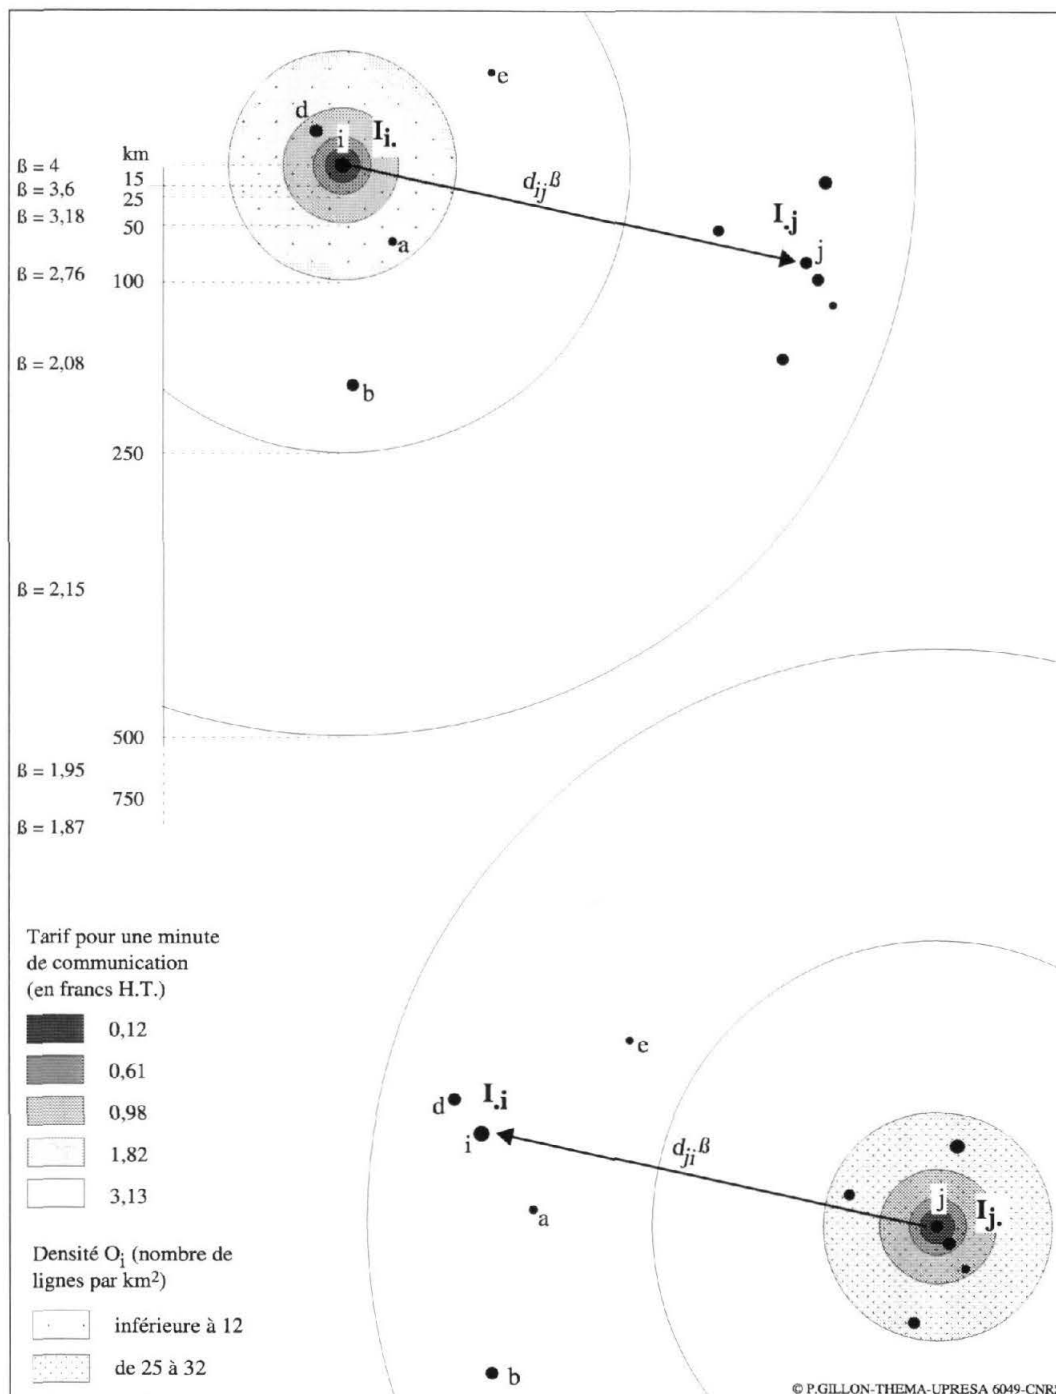 e
d
i
I_i.
km
ß = 4
15
ß = 3,6
25
ß = 3,18
50
a
d_ij^ß
I_.j
j
ß = 2,76
100
ß = 2,08
b
250
ß = 2,15
500
ß = 1,95
750
ß = 1,87
Tarif pour une minute
de communication
(en francs H.T.)
0,12
0,61
0,98
1,82
3,13
Densité O_i (nombre de
lignes par km²)
inférieure à 12
de 25 à 32
e
d
I_.i
i
d_ji^ß
a
j
I_j.
b
© P.GILLON-THEMA-UPRESA 6049-CNR